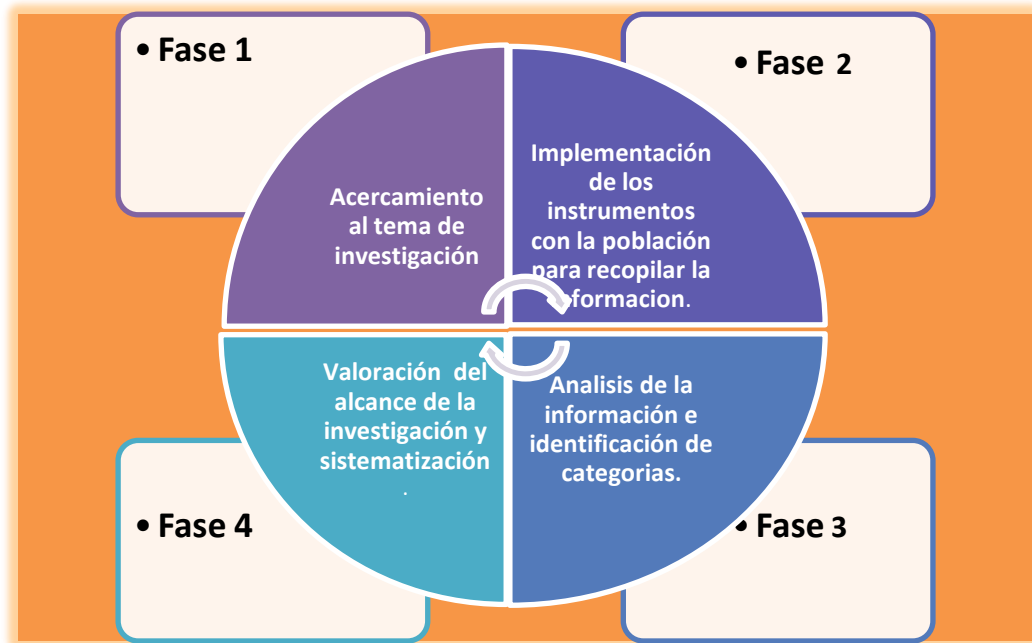 • Fase 1
Acercamiento
al tema de
investigación
• Fase 2
Implementación
de los
instrumentos
con la población
para recopilar la
informacion.
• Fase 3
Analisis de la
información e
identificación de
categorias.
• Fase 4
Valoración del
alcance de la
investigación y
sistematización
.